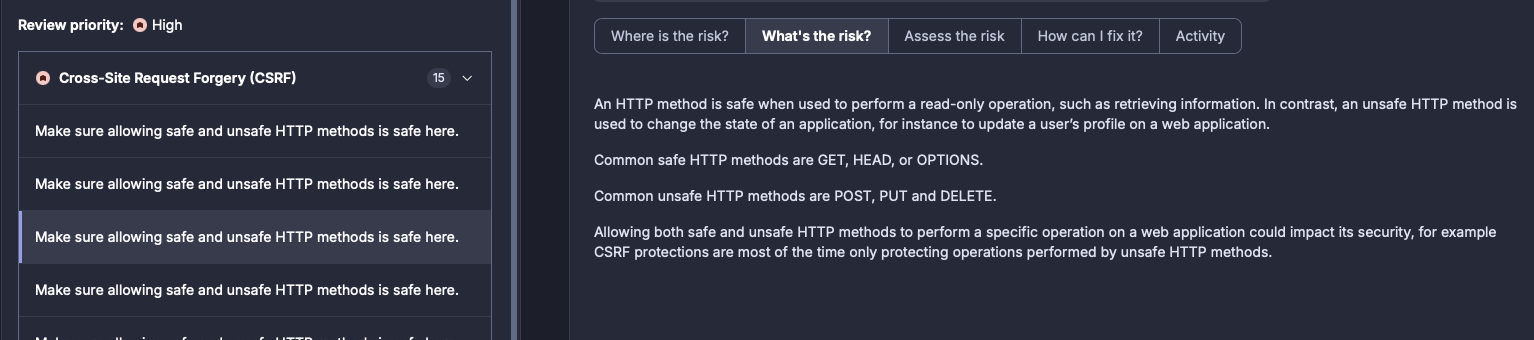 Review priority: High
Cross-Site Request Forgery (CSRF) 15
Make sure allowing safe and unsafe HTTP methods is safe here.
Make sure allowing safe and unsafe HTTP methods is safe here.
Make sure allowing safe and unsafe HTTP methods is safe here.
Make sure allowing safe and unsafe HTTP methods is safe here.
Where is the risk? What's the risk? Assess the risk How can I fix it? Activity
An HTTP method is safe when used to perform a read-only operation, such as retrieving information. In contrast, an unsafe HTTP method is
used to change the state of an application, for instance to update a user’s profile on a web application.
Common safe HTTP methods are GET, HEAD, or OPTIONS.
Common unsafe HTTP methods are POST, PUT and DELETE.
Allowing both safe and unsafe HTTP methods to perform a specific operation on a web application could impact its security, for example
CSRF protections are most of the time only protecting operations performed by unsafe HTTP methods.